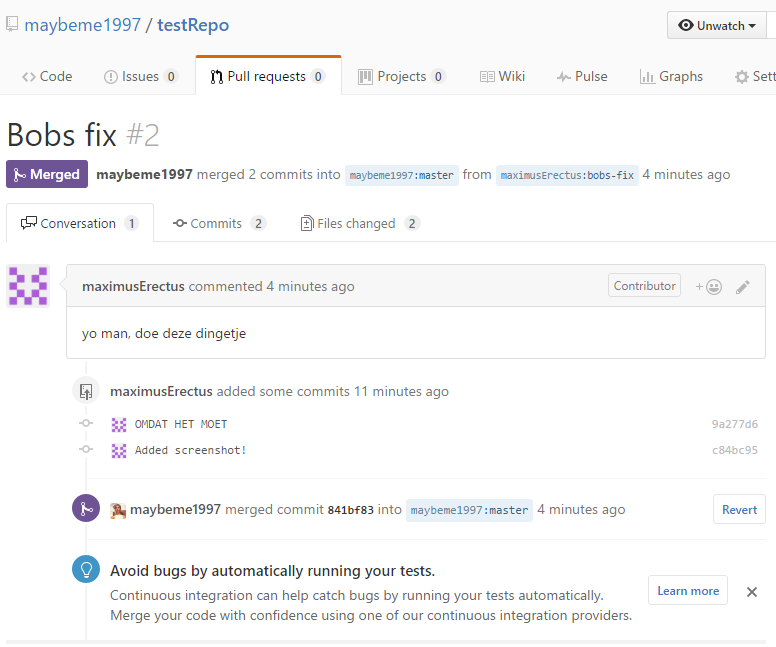 maybeme1997 / testRepo
Unwatch
Code
Issues 0
Pull requests 0
Projects 0
Wiki
Pulse
Graphs
Sett
Bobs fix #2
Merged maybeme1997 merged 2 commits into maybeme1997:master from maximusErectus:bobs-fix 4 minutes ago
Conversation 1
Commits 2
Files changed 2
maximusErectus commented 4 minutes ago
Contributor
+
yo man, doe deze dingetje
maximusErectus added some commits 11 minutes ago
OMDAT HET MOET 9a277d6
Added screenshot! c84bc95
maybeme1997 merged commit 841bf83 into maybeme1997:master 4 minutes ago
Revert
Avoid bugs by automatically running your tests.
Continuous integration can help catch bugs by running your tests automatically.
Merge your code with confidence using one of our continuous integration providers.
Learn more